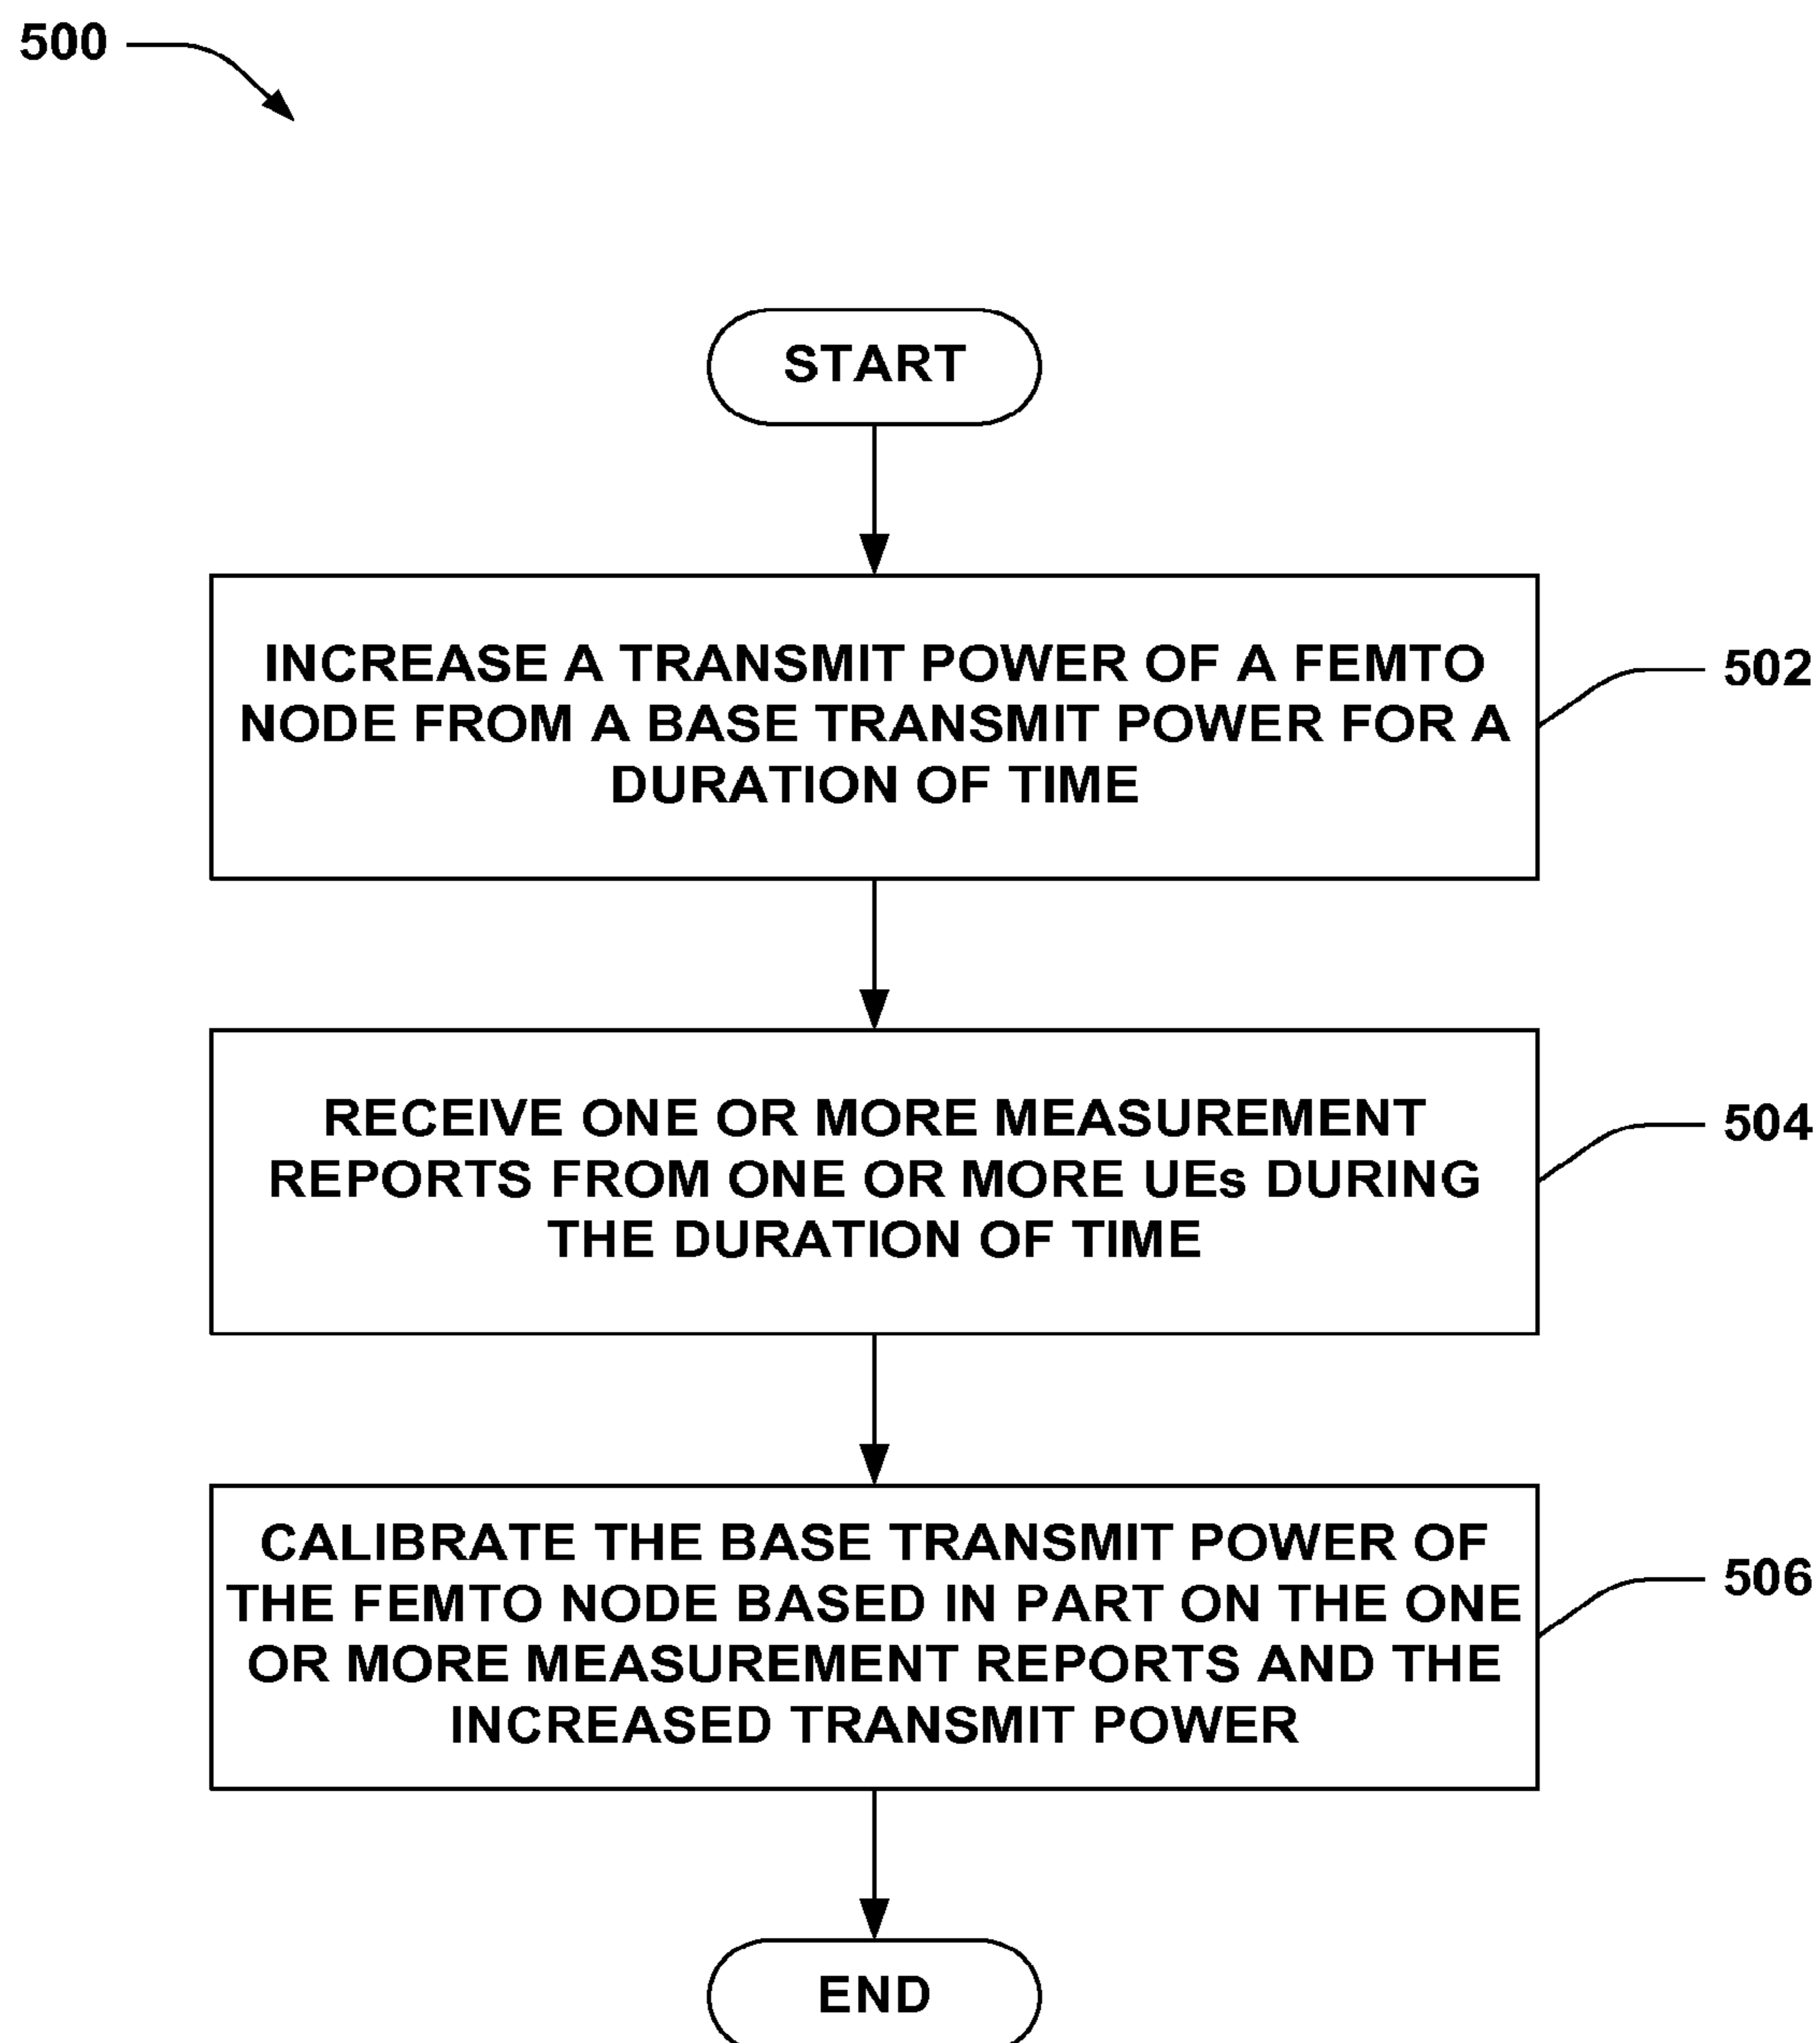 500
START
INCREASE A TRANSMIT POWER OF A FEMTO
NODE FROM A BASE TRANSMIT POWER FOR A
DURATION OF TIME
502
RECEIVE ONE OR MORE MEASUREMENT
REPORTS FROM ONE OR MORE UEs DURING
THE DURATION OF TIME
504
CALIBRATE THE BASE TRANSMIT POWER OF
THE FEMTO NODE BASED IN PART ON THE ONE
OR MORE MEASUREMENT REPORTS AND THE
INCREASED TRANSMIT POWER
506
END